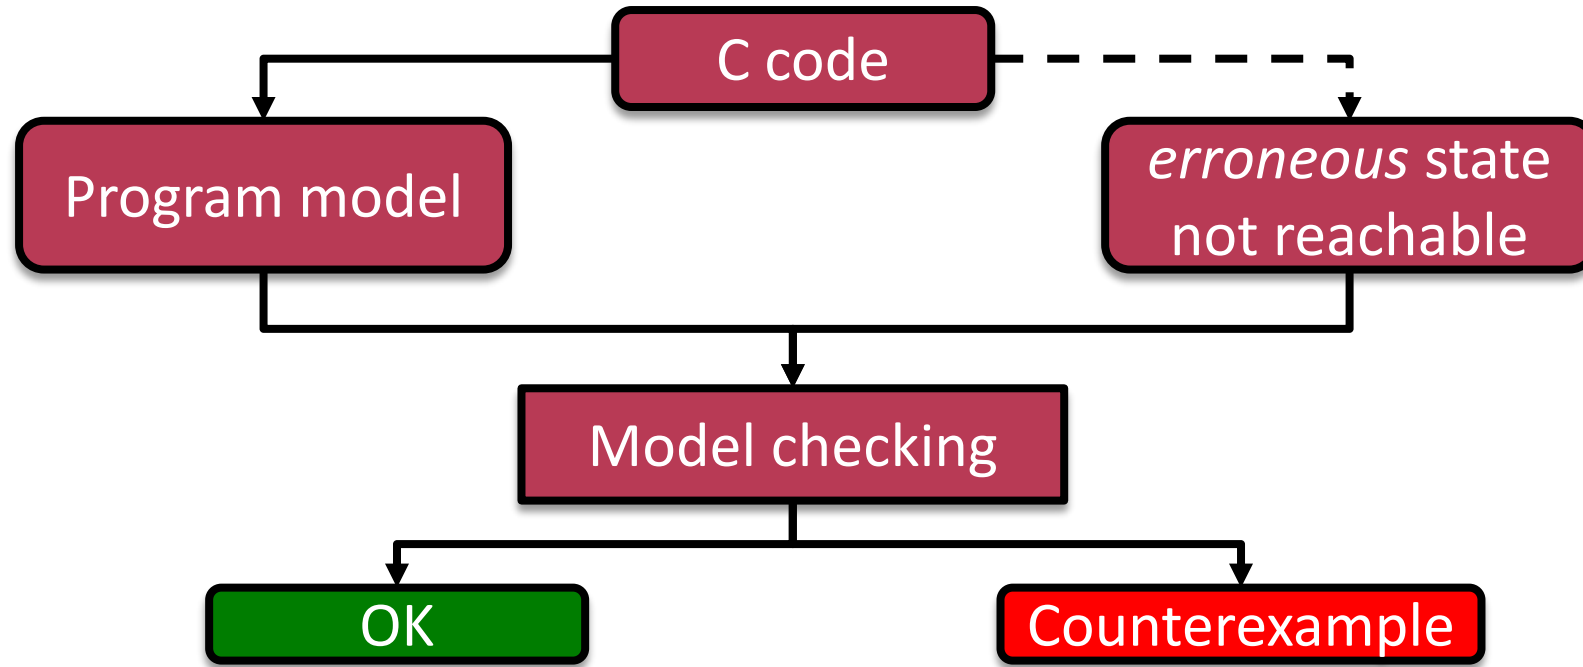 C code
Program model
erroneous state
not reachable
Model checking
OK
Counterexample